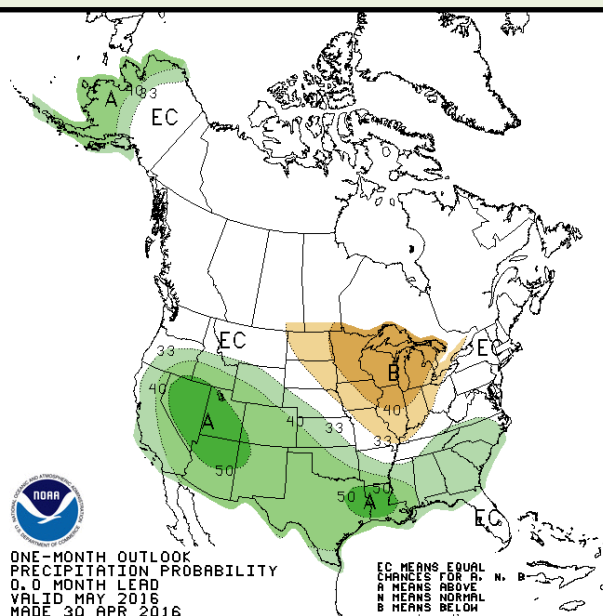 A
40
33
EC
EC
33
EC
B
40
40
A
40
33
33
50
50
50
A
EC
NATIONAL OCEANIC AND ATMOSPHERIC ADMINISTRATION
NOAA
U.S. DEPARTMENT OF COMMERCE
ONE-MONTH OUTLOOK
PRECIPITATION PROBABILITY
0.0 MONTH LEAD
VALID MAY 2016
MADE 30 APR 2016
EC MEANS EQUAL
CHANCES FOR A, N, B
A MEANS ABOVE
N MEANS NORMAL
B MEANS BELOW